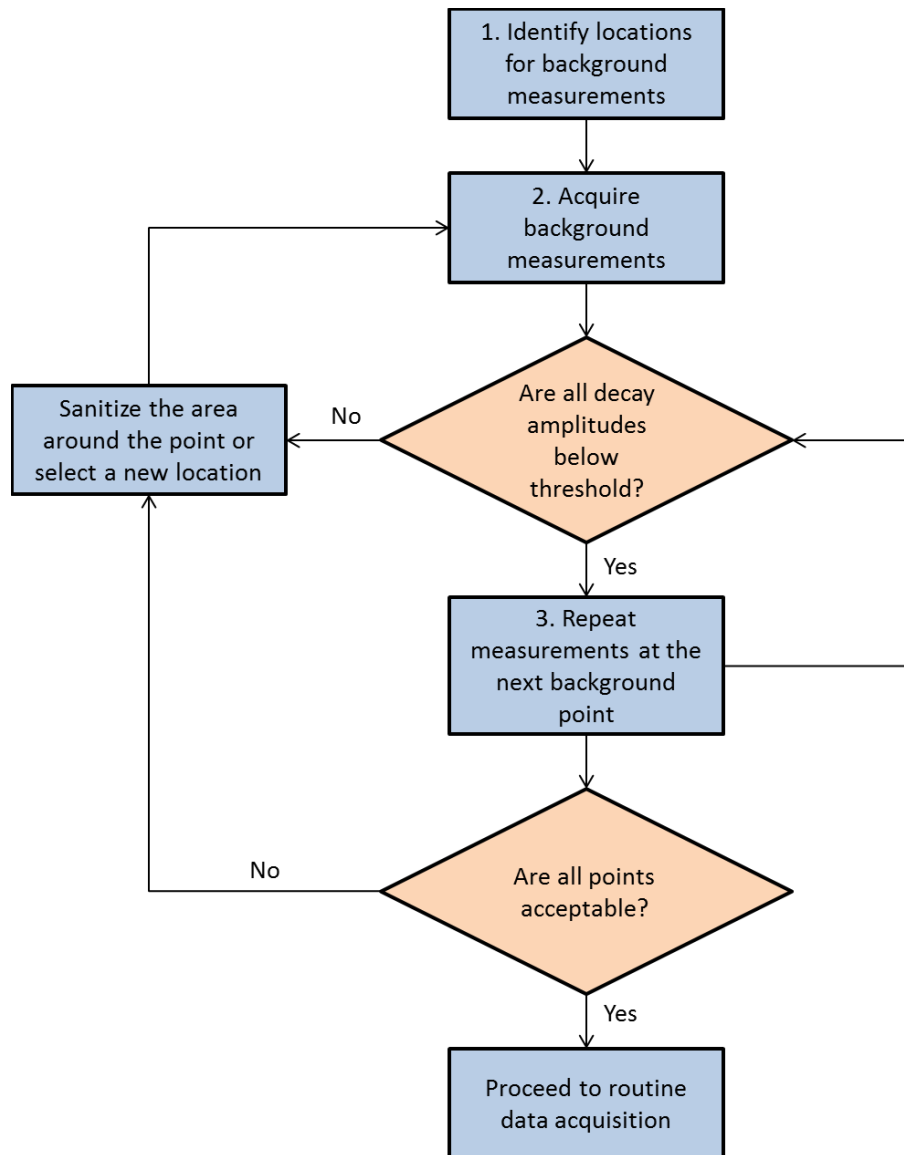 1. Identify locations
for background
measurements
2. Acquire
background
measurements
Are all decay
amplitudes
below
threshold?
No
Sanitize the area
around the point or
select a new location
Yes
3. Repeat
measurements at the
next background
point
Are all points
acceptable?
No
Yes
Proceed to routine
data acquisition